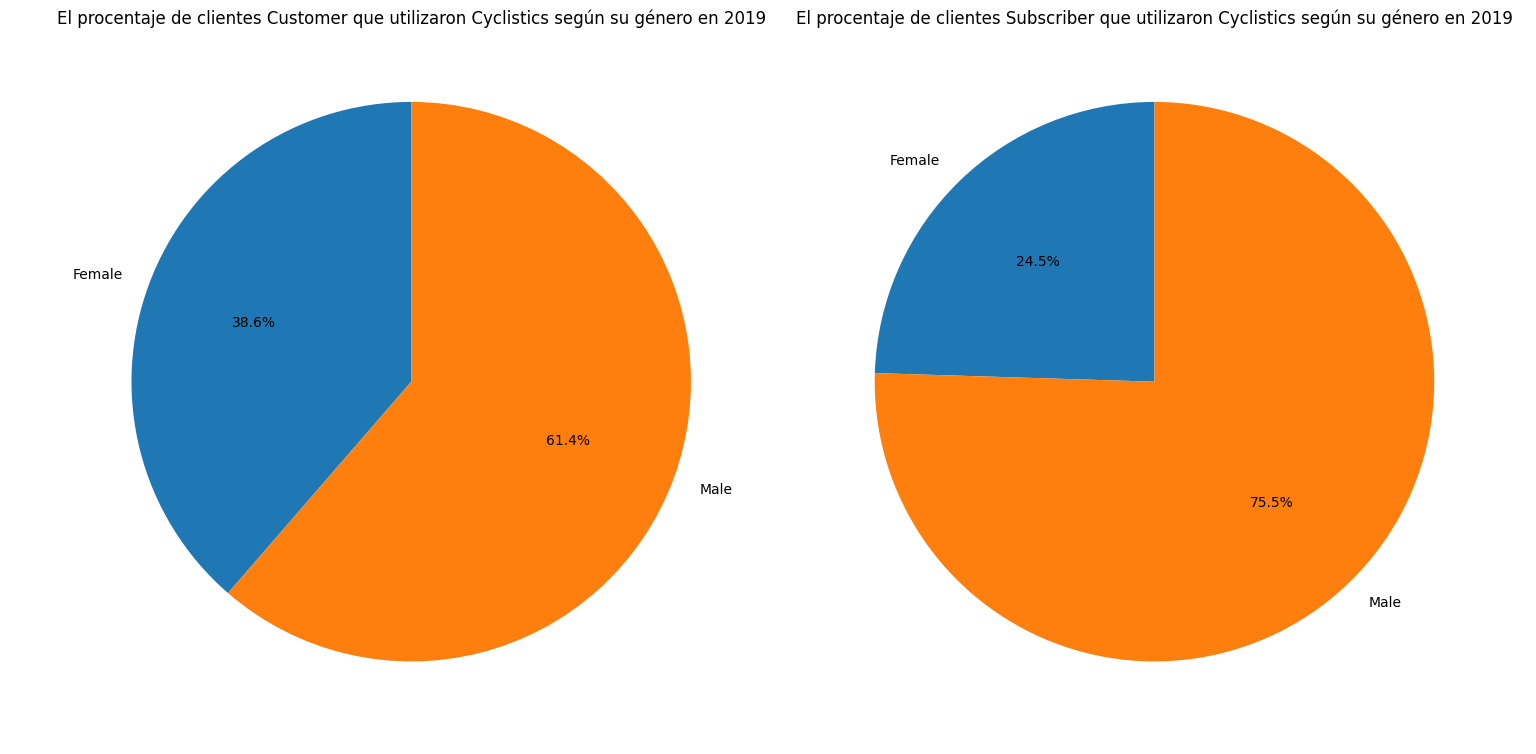 El procentaje de clientes Customer que utilizaron Cyclistics según su género en 2019
Female
38.6%
61.4%
Male
El procentaje de clientes Subscriber que utilizaron Cyclistics según su género en 2019
Female
24.5%
75.5%
Male